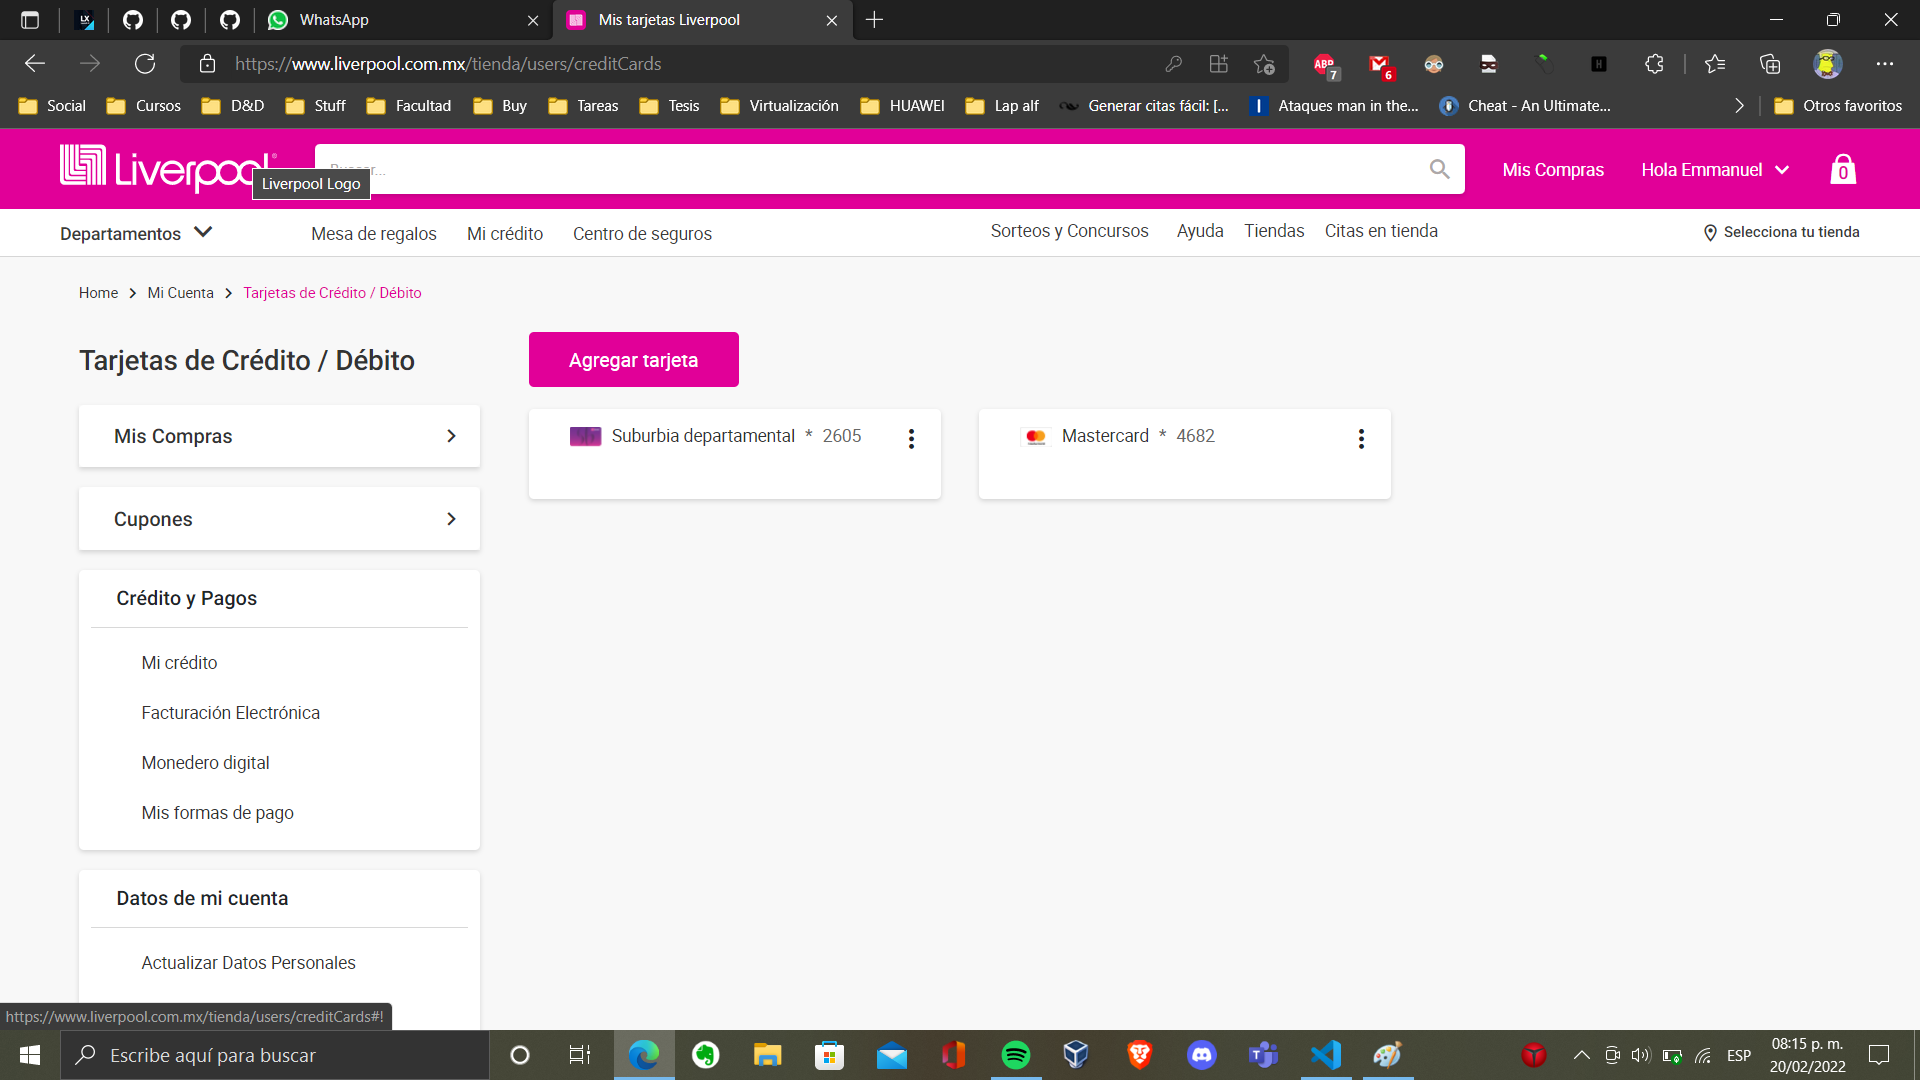 WhatsApp
Mis tarjetas Liverpool
https://www.liverpool.com.mx/tienda/users/creditCards
ABP 7
6
H
Social
Cursos
D&D
Stuff
Facultad
Buy
Tareas
Tesis
Virtualización
HUAWEI
Lap alf
Generar citas fácil: [...
Ataques man in the...
Cheat - An Ultimate...
Otros favoritos
Liverpool
Buscar...
Liverpool Logo
Mis Compras
Hola Emmanuel
0
Departamentos
Mesa de regalos
Mi crédito
Centro de seguros
Sorteos y Concursos
Ayuda
Tiendas
Citas en tienda
Selecciona tu tienda
Home > Mi Cuenta > Tarjetas de Crédito / Débito
Tarjetas de Crédito / Débito
Agregar tarjeta
Mis Compras
Suburbia departamental * 2605
Mastercard * 4682
Cupones
Crédito y Pagos
Mi crédito
Facturación Electrónica
Monedero digital
Mis formas de pago
Datos de mi cuenta
Actualizar Datos Personales
https://www.liverpool.com.mx/tienda/users/creditCards#!
Escribe aquí para buscar
ESP
08:15 p. m.
20/02/2022